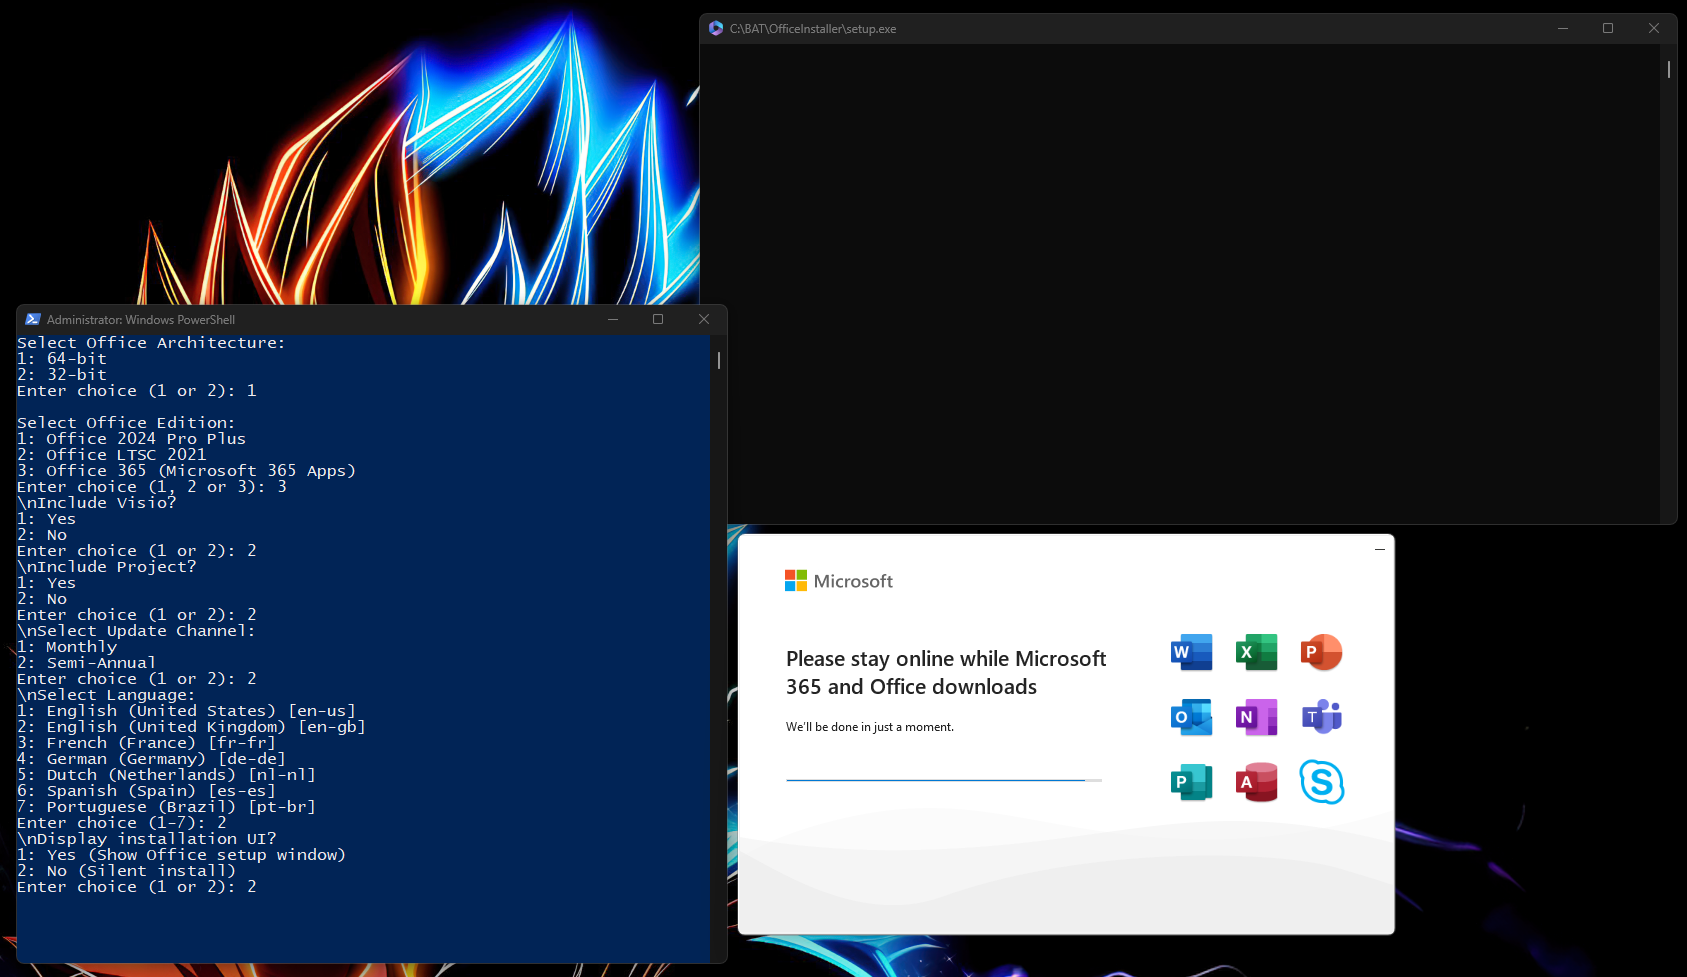 C:\BAT\OfficeInstaller\setup.exe
Administrator: Windows PowerShell
Select Office Architecture:
1: 64-bit
2: 32-bit
Enter choice (1 or 2): 1
Select Office Edition:
1: Office 2024 Pro Plus
2: Office LTSC 2021
3: Office 365 (Microsoft 365 Apps)
Enter choice (1, 2 or 3): 3
\nInclude Visio?
1: Yes
2: No
Enter choice (1 or 2): 2
\nInclude Project?
1: Yes
2: No
Enter choice (1 or 2): 2
\nSelect Update Channel:
1: Monthly
2: Semi-Annual
Enter choice (1 or 2): 2
\nSelect Language:
1: English (United States) [en-us]
2: English (United Kingdom) [en-gb]
3: French (France) [fr-fr]
4: German (Germany) [de-de]
5: Dutch (Netherlands) [nl-nl]
6: Spanish (Spain) [es-es]
7: Portuguese (Brazil) [pt-br]
Enter choice (1-7): 2
\nDisplay installation UI?
1: Yes (Show Office setup window)
2: No (Silent install)
Enter choice (1 or 2): 2
Microsoft
Please stay online while Microsoft
365 and Office downloads
We'll be done in just a moment.
W X P
O N T
P A S